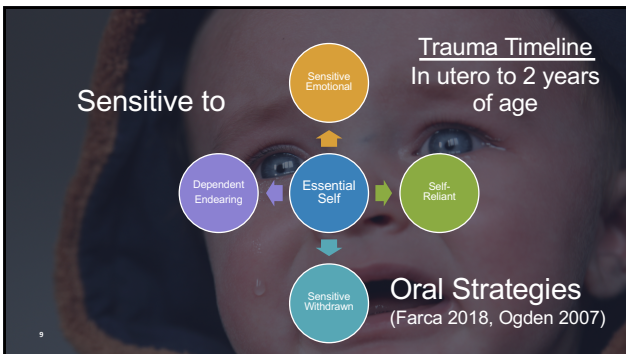 Trauma Timeline
In utero to 2 years
of age
Sensitive to
Sensitive
Emotional
Dependent
Endearing
Essential
Self
Self-
Reliant
Sensitive
Withdrawn
Oral Strategies
(Farca 2018, Ogden 2007)
9